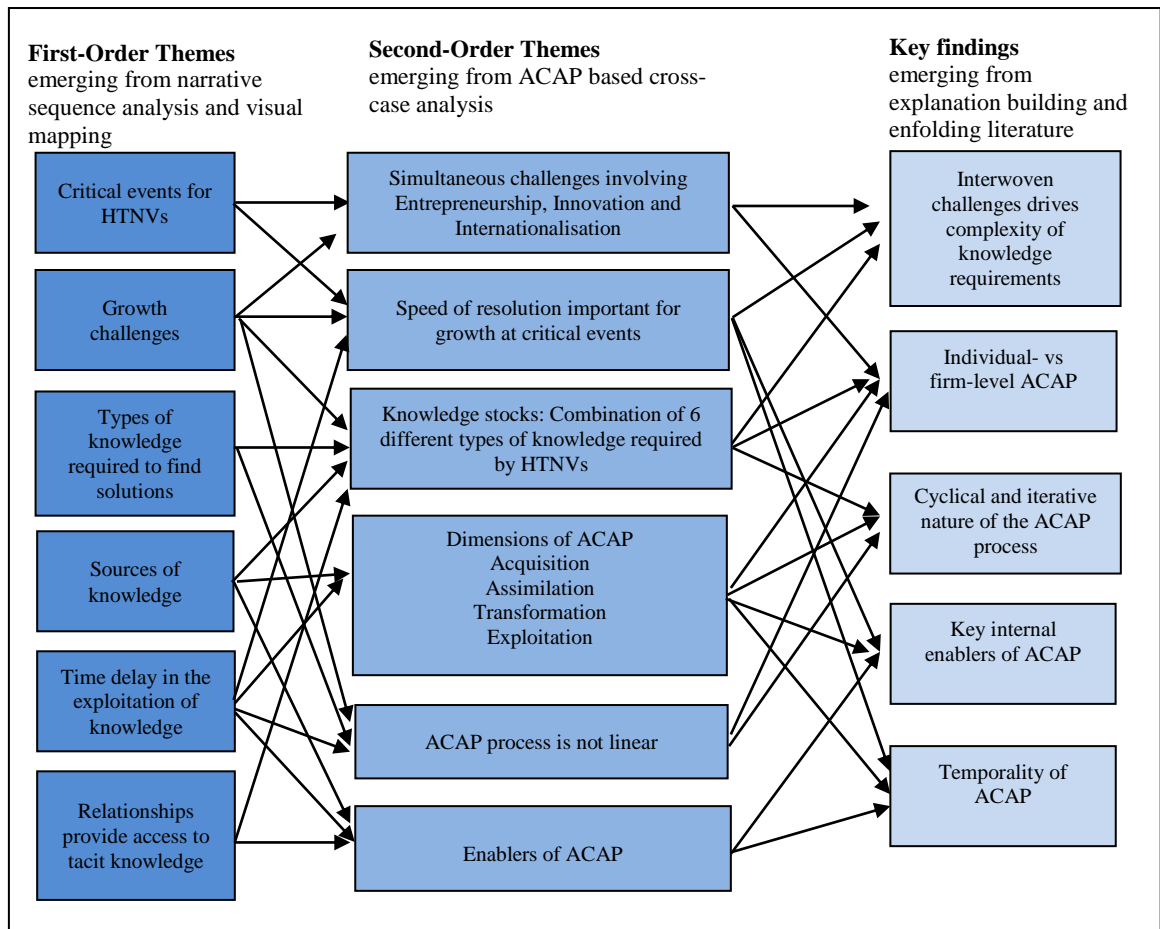 First-Order Themes
emerging from narrative
sequence analysis and visual
mapping
Critical events for
HTNVs
Growth
challenges
Types of
knowledge
required to find
solutions
Sources of
knowledge
Time delay in the
exploitation of
knowledge
Relationships
provide access to
tacit knowledge
Second-Order Themes
emerging from ACAP based cross-
case analysis
Simultaneous challenges involving
Entrepreneurship, Innovation and
Internationalisation
Speed of resolution important for
growth at critical events
Knowledge stocks: Combination of 6
different types of knowledge required
by HTNVs
Dimensions of ACAP
Acquisition
Assimilation
Transformation
Exploitation
ACAP process is not linear
Enablers of ACAP
Key findings
emerging from
explanation building and
enfolding literature
Interwoven
challenges drives
complexity of
knowledge
requirements
Individual- vs
firm-level ACAP
Cyclical and iterative
nature of the ACAP
process
Key internal
enablers of ACAP
Temporality of
ACAP